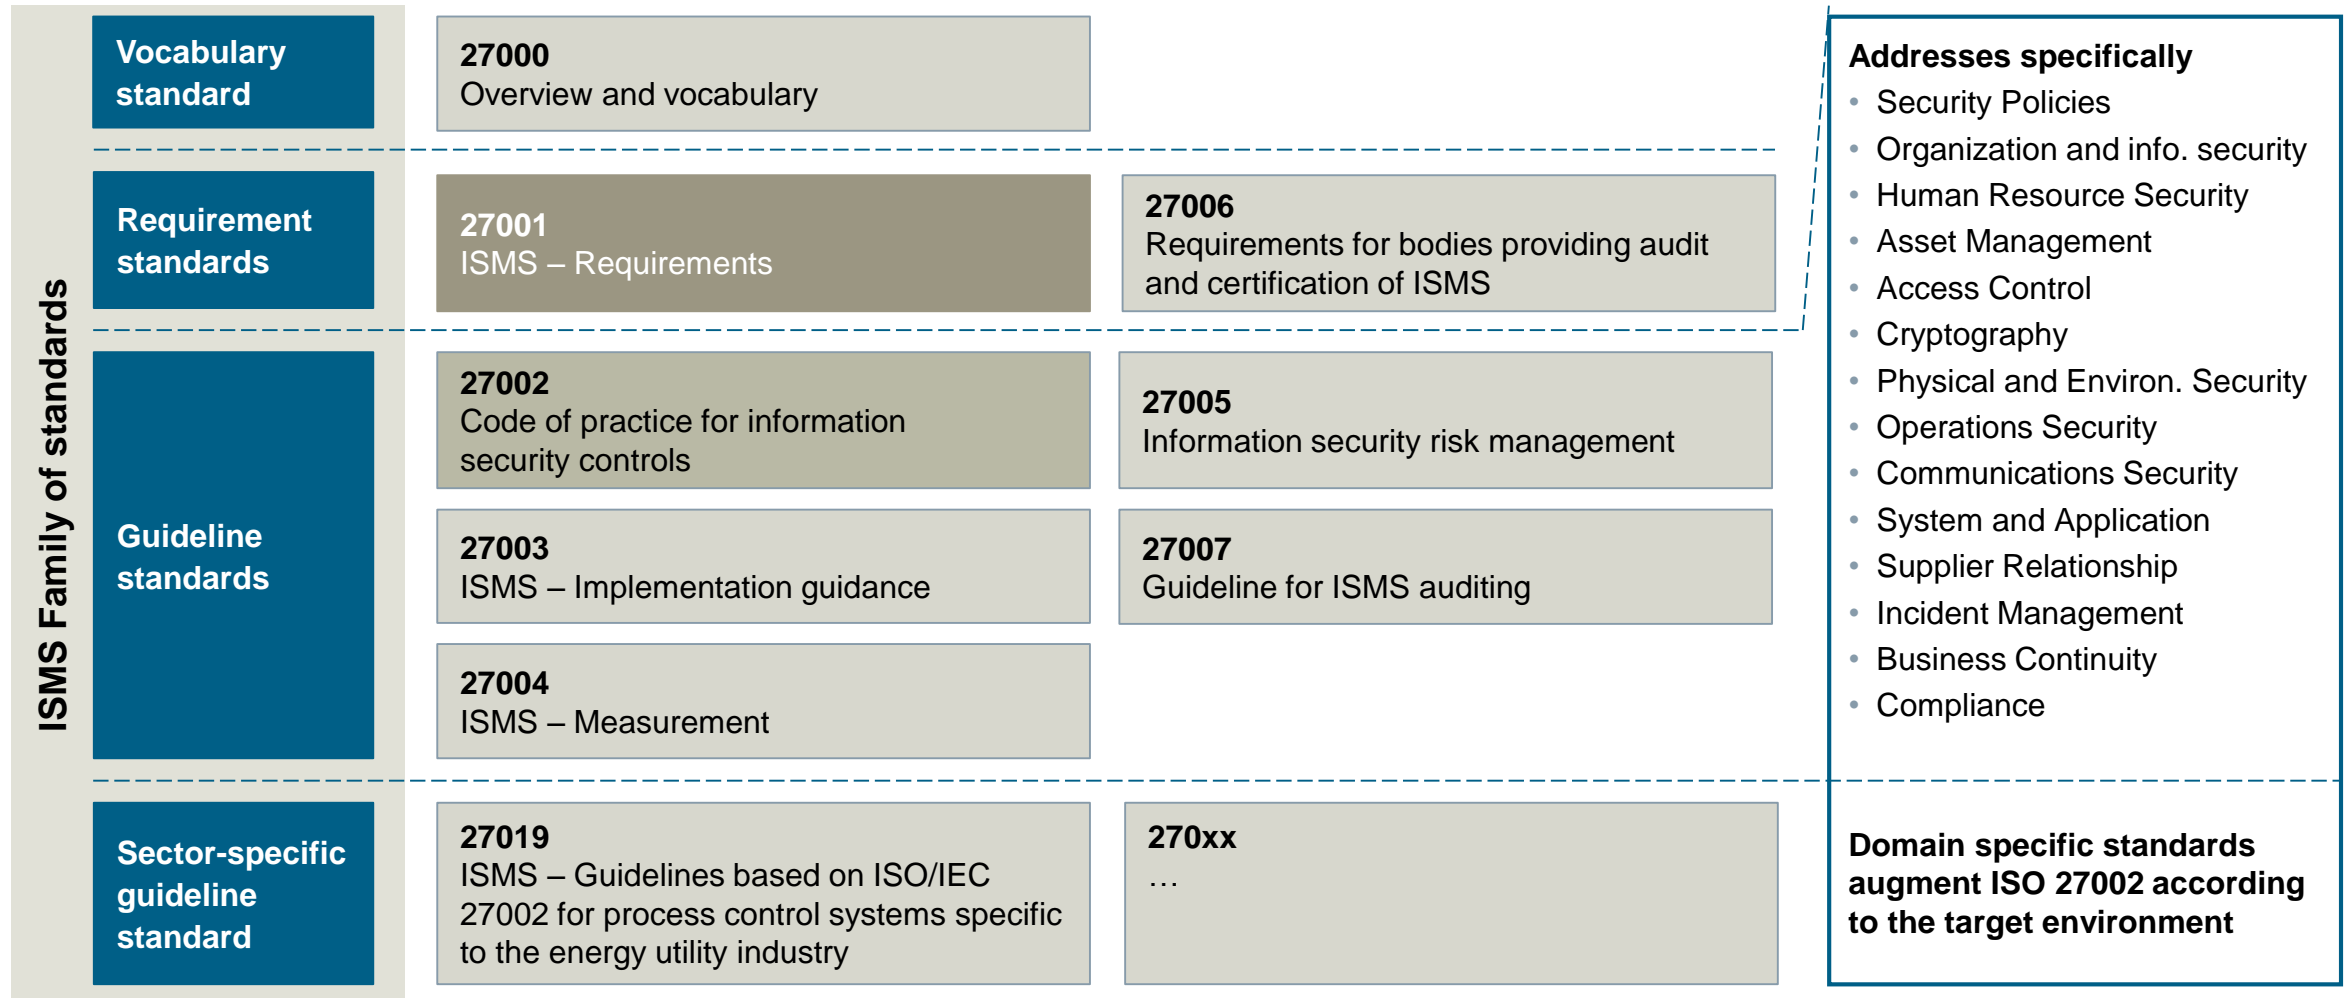 ISMS Family of standards
Vocabulary
standard
27000
Overview and vocabulary
Requirement
standards
27001
ISMS – Requirements
27006
Requirements for bodies providing audit
and certification of ISMS
Guideline
standards
27002
Code of practice for information
security controls
27005
Information security risk management
27003
ISMS – Implementation guidance
27007
Guideline for ISMS auditing
27004
ISMS – Measurement
Sector-specific
guideline
standard
27019
ISMS – Guidelines based on ISO/IEC
27002 for process control systems specific
to the energy utility industry
270xx
…
Addresses specifically
• Security Policies
• Organization and info. security
• Human Resource Security
• Asset Management
• Access Control
• Cryptography
• Physical and Environ. Security
• Operations Security
• Communications Security
• System and Application
• Supplier Relationship
• Incident Management
• Business Continuity
• Compliance
Domain specific standards
augment ISO 27002 according
to the target environment